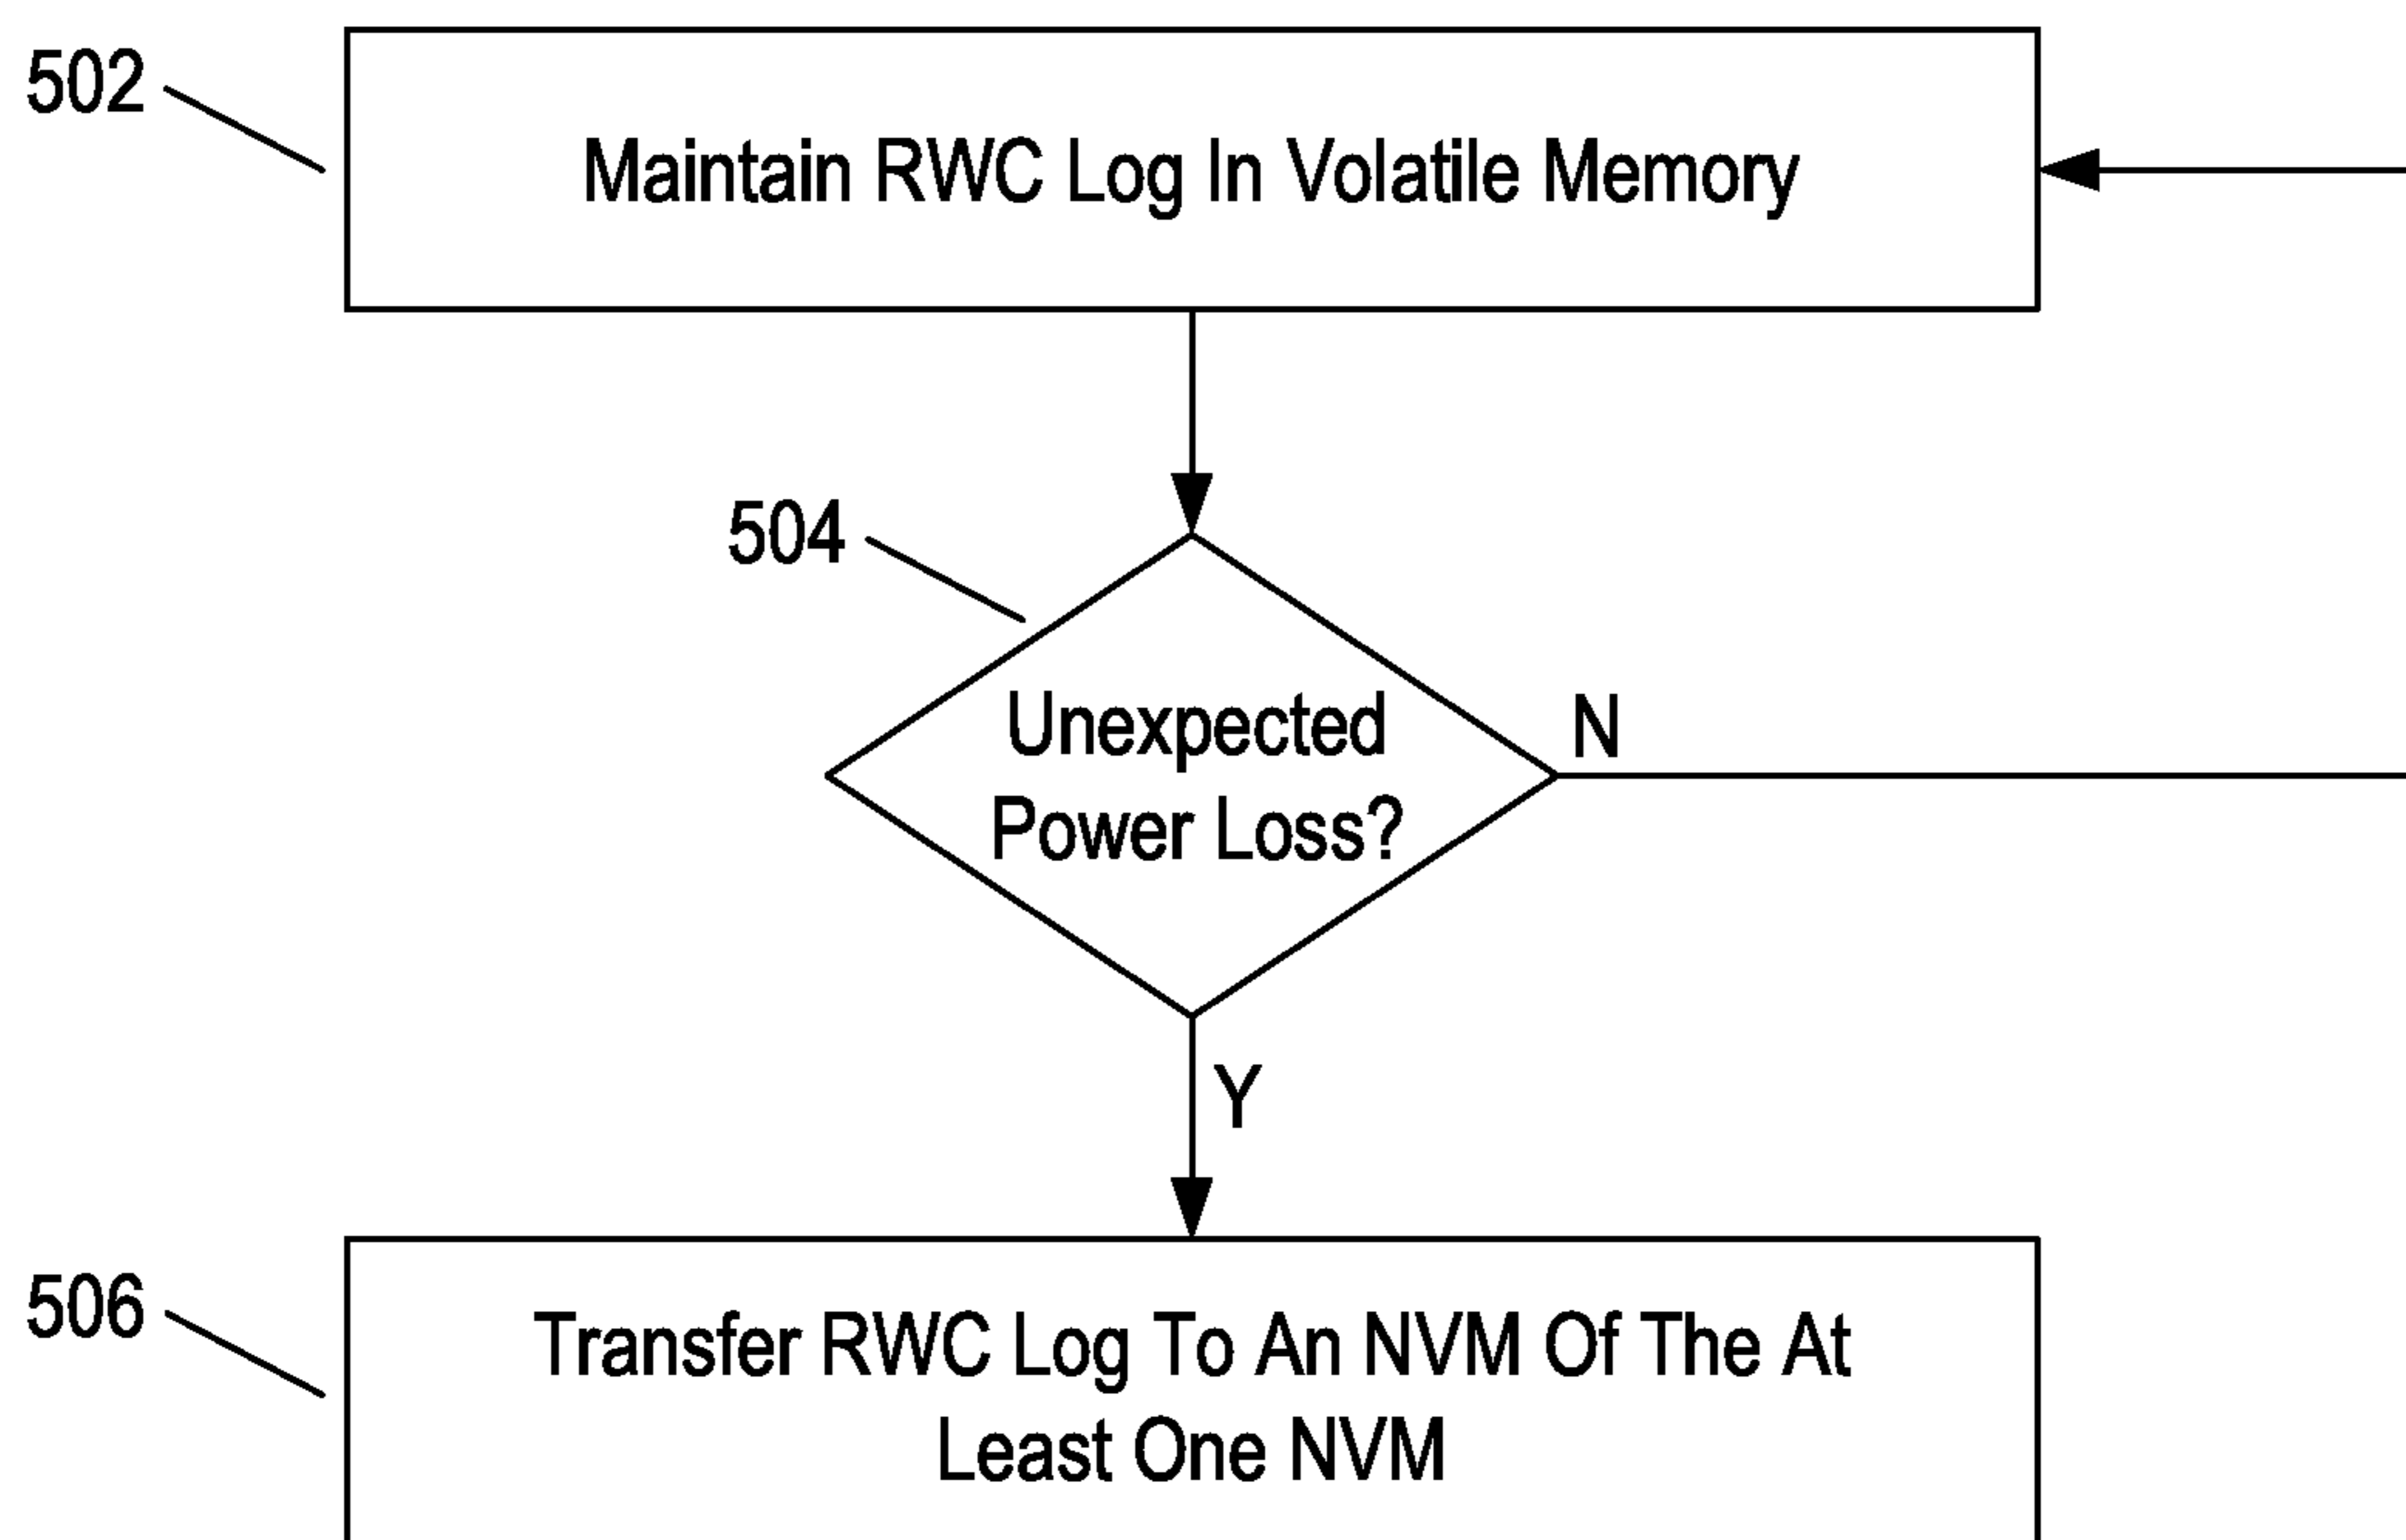 502
Maintain RWC Log In Volatile Memory
504
Unexpected
Power Loss?
N
Y
506
Transfer RWC Log To An NVM Of The At
Least One NVM